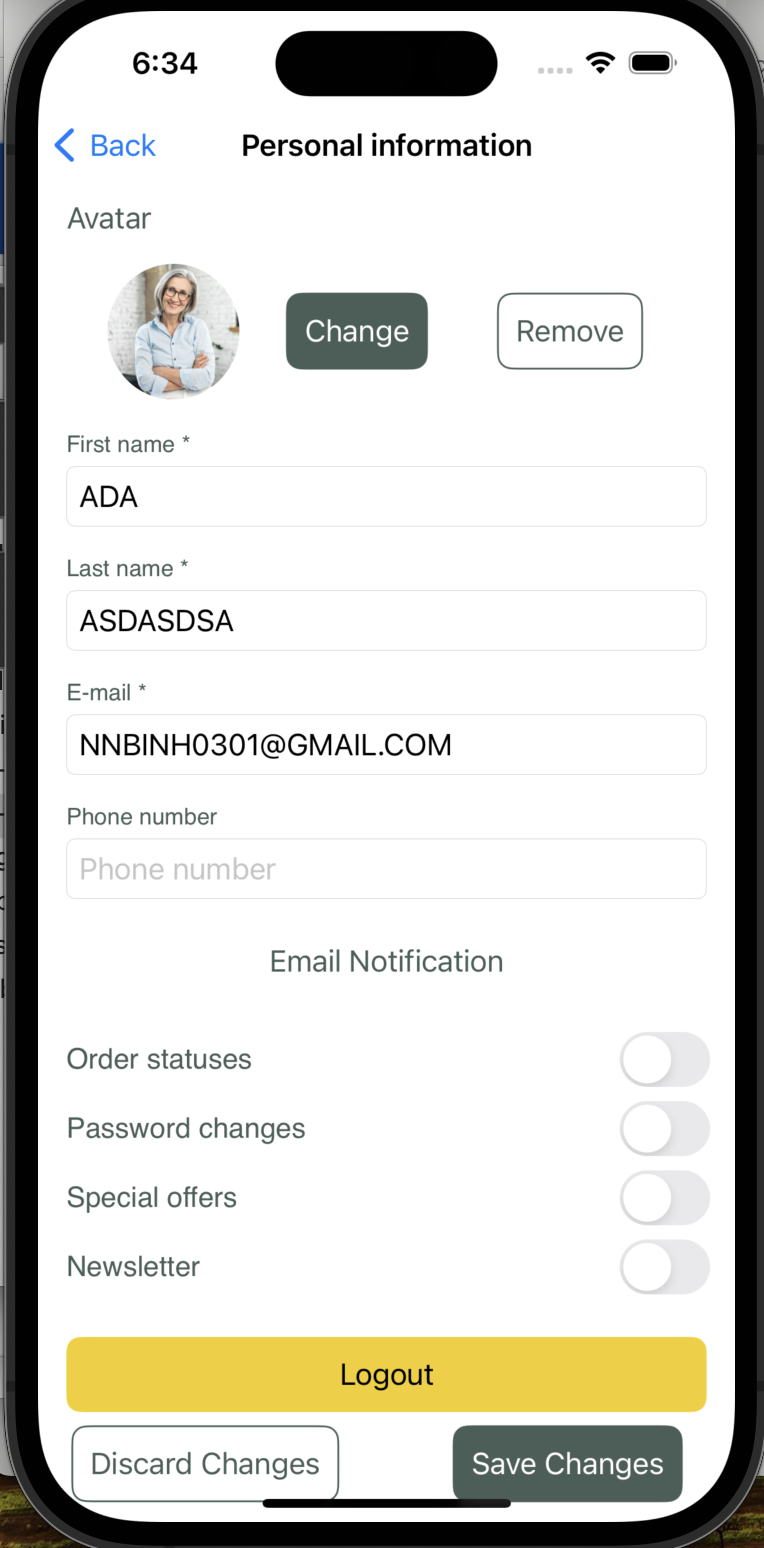 6:34
Back
Personal information
Avatar
Change
Remove
First name *
ADA
Last name *
ASDASDSA
E-mail *
NNBINH0301@GMAIL.COM
Phone number
Phone number
Email Notification
Order statuses
Password changes
Special offers
Newsletter
Logout
Discard Changes
Save Changes